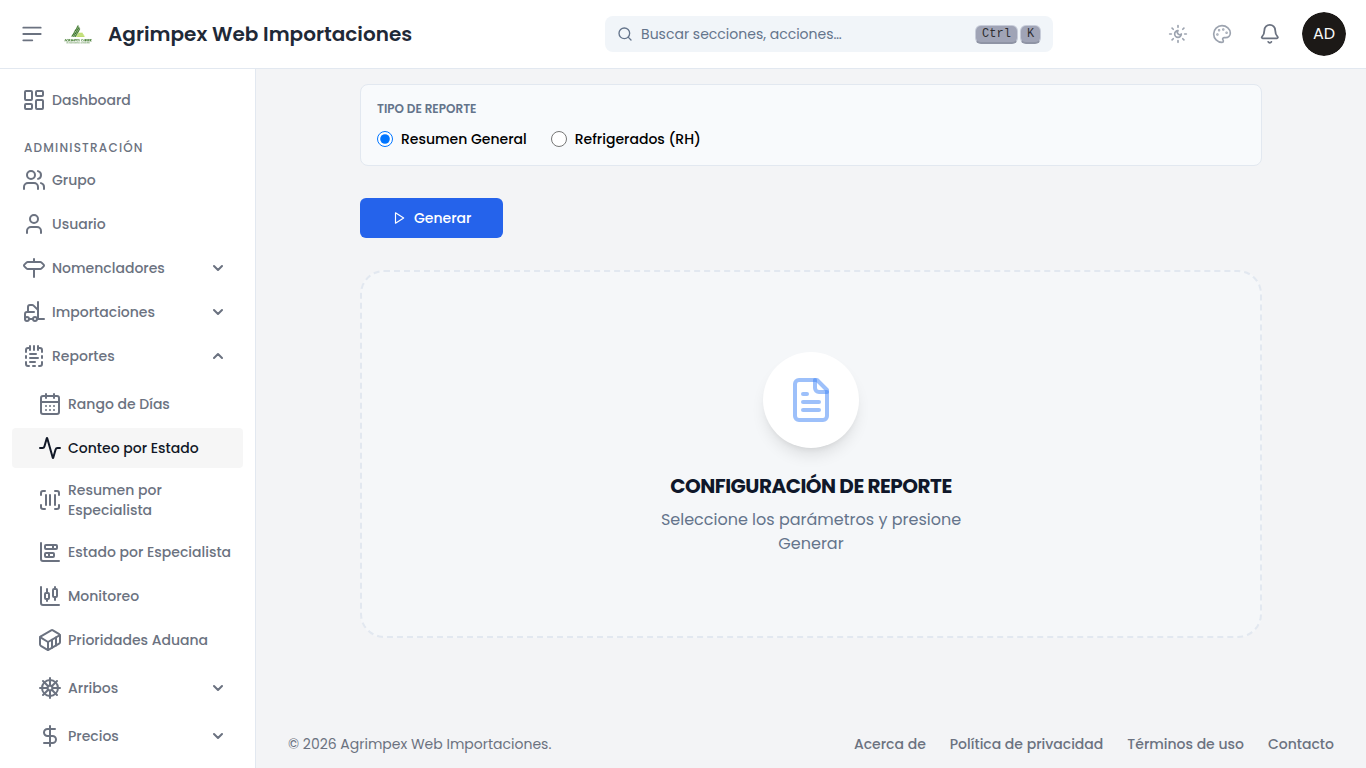 Agrimpex Web Importaciones
Buscar secciones, acciones...
Ctrl K
AD
Dashboard
ADMINISTRACIÓN
Grupo
Usuario
Nomencladores
Importaciones
Reportes
Rango de Días
Conteo por Estado
Resumen por
Especialista
Estado por Especialista
Monitoreo
Prioridades Aduana
Arribos
Precios
TIPO DE REPORTE
Resumen General
Refrigerados (RH)
Generar
CONFIGURACIÓN DE REPORTE
Seleccione los parámetros y presione
Generar
© 2026 Agrimpex Web Importaciones.
Acerca de
Política de privacidad
Términos de uso
Contacto